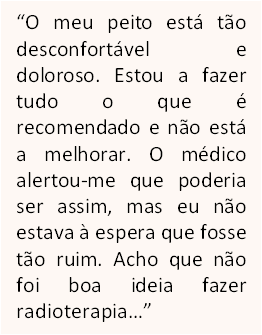 “O meu peito está tão
desconfortável e
doloroso. Estou a fazer
tudo o que é
recomendado e não está
a melhorar. O médico
alertou-me que poderia
ser assim, mas eu não
estava à espera que fosse
tão ruim. Acho que não
foi boa ideia fazer
radioterapia...”